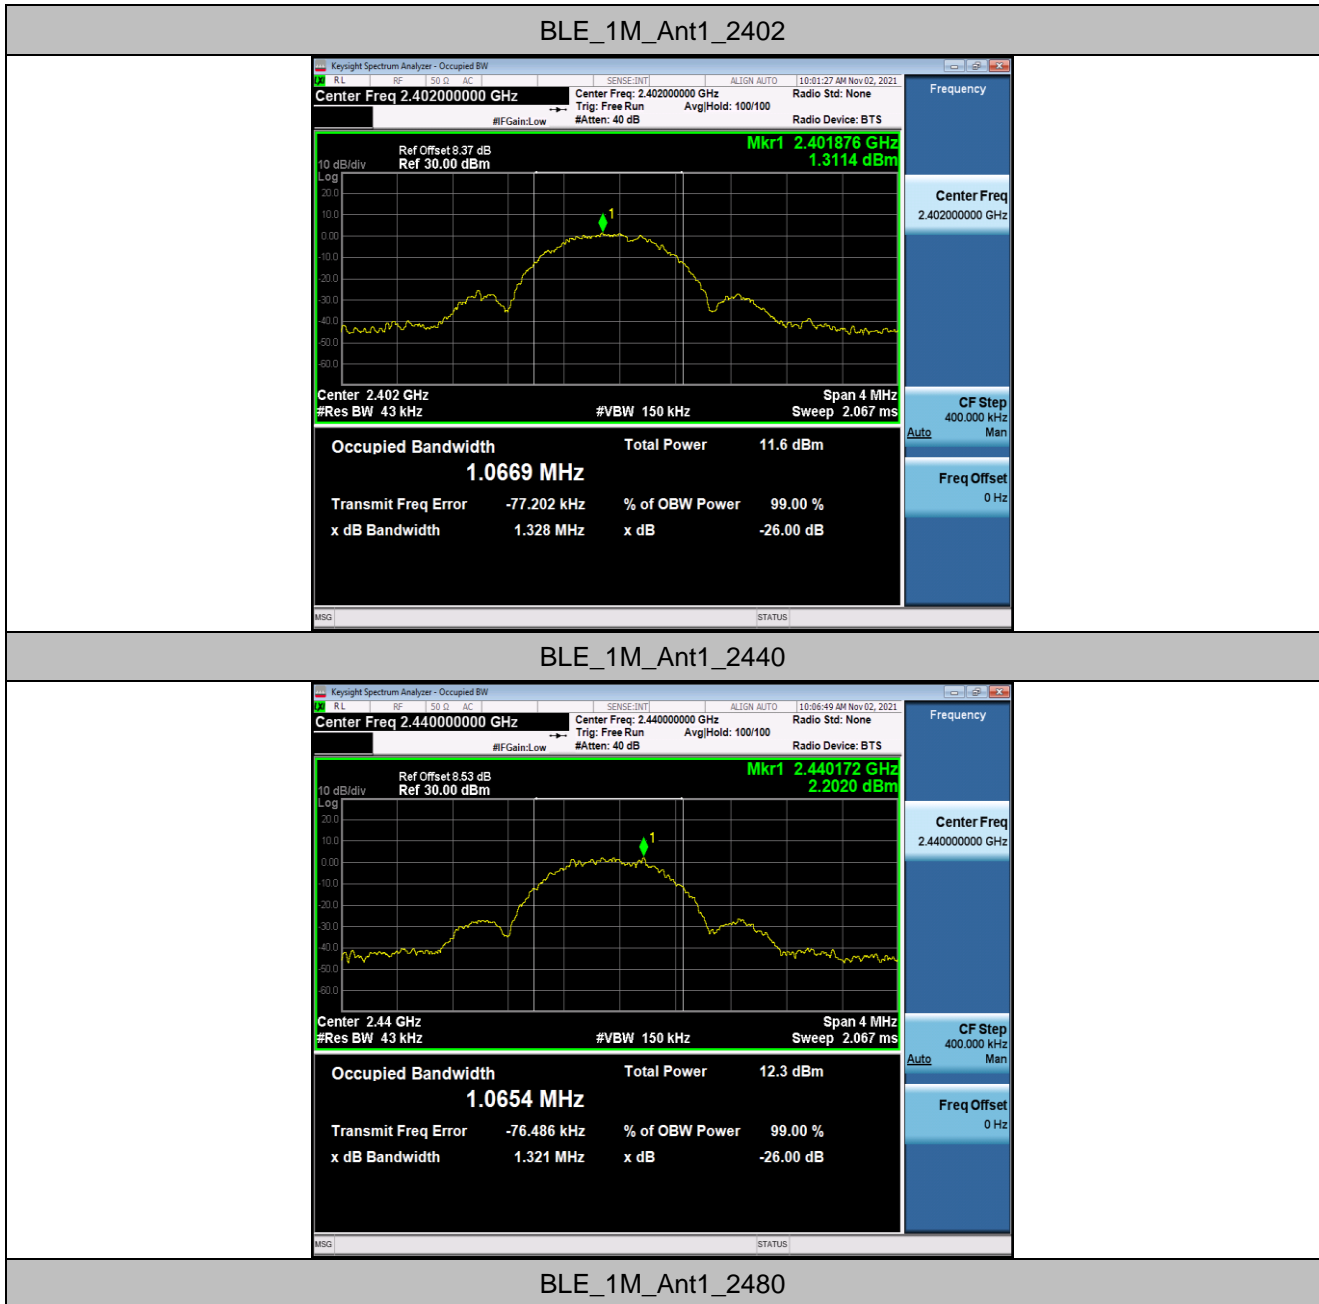 BLE_1M_Ant1_2402
Keysight Spectrum Analyzer - Occupied BW
RL RF 50 Ω AC SENSE:INT ALIGN AUTO 10:01:27 AM Nov 02, 2021
Center Freq 2.402000000 GHz Center Freq: 2.402000000 GHz Radio Std: None Frequency
Trig: Free Run Avg|Hold: 100/100
#IFGain:Low #Atten: 40 dB Radio Device: BTS
Mkr1 2.401876 GHz
1.3114 dBm
Ref Offset 8.37 dB
10 dB/div Ref 30.00 dBm
Log
20.0
10.0
0.00
-10.0
-20.0
-30.0
-40.0
-50.0
-60.0
1
Center Freq
2.402000000 GHz
Center 2.402 GHz Span 4 MHz
#Res BW 43 kHz #VBW 150 kHz Sweep 2.067 ms
CF Step
400.000 kHz
Auto Man
Occupied Bandwidth Total Power 11.6 dBm
1.0669 MHz
Freq Offset
0 Hz
Transmit Freq Error -77.202 kHz % of OBW Power 99.00 %
x dB Bandwidth 1.328 MHz x dB -26.00 dB
MSG STATUS
BLE_1M_Ant1_2440
Keysight Spectrum Analyzer - Occupied BW
RL RF 50 Ω AC SENSE:INT ALIGN AUTO 10:06:49 AM Nov 02, 2021
Center Freq 2.440000000 GHz Center Freq: 2.440000000 GHz Radio Std: None Frequency
Trig: Free Run Avg|Hold: 100/100
#IFGain:Low #Atten: 40 dB Radio Device: BTS
Mkr1 2.440172 GHz
2.2020 dBm
Ref Offset 8.53 dB
10 dB/div Ref 30.00 dBm
Log
20.0
10.0
0.00
-10.0
-20.0
-30.0
-40.0
-50.0
-60.0
1
Center Freq
2.440000000 GHz
Center 2.44 GHz Span 4 MHz
#Res BW 43 kHz #VBW 150 kHz Sweep 2.067 ms
CF Step
400.000 kHz
Auto Man
Occupied Bandwidth Total Power 12.3 dBm
1.0654 MHz
Freq Offset
0 Hz
Transmit Freq Error -76.486 kHz % of OBW Power 99.00 %
x dB Bandwidth 1.321 MHz x dB -26.00 dB
MSG STATUS
BLE_1M_Ant1_2480